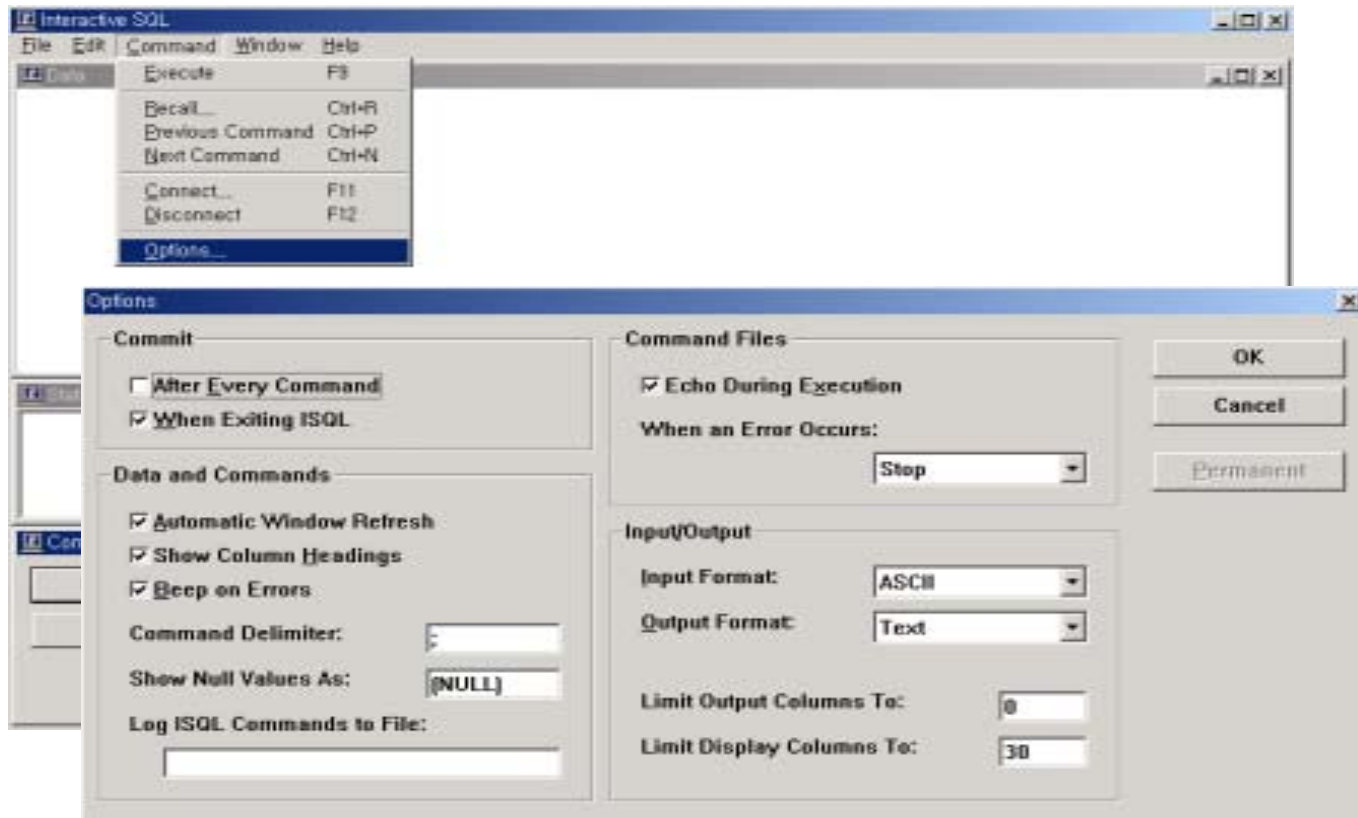 Interactive SQL
File Edit Command Window Help
Data
Execute F9
Recall... Ctrl+R
Previous Command Ctrl+P
Next Command Ctrl+N
Connect... F11
Disconnect F12
Options...
Options
Commit
After Every Command
When Exiting ISQL
Data and Commands
Automatic Window Refresh
Show Column Headings
Beep on Errors
Command Delimiter: ;
Show Null Values As: (NULL)
Log ISQL Commands to File:
Command Files
Echo During Execution
When an Error Occurs:
Stop
Input/Output
Input Format: ASCII
Output Format: Text
Limit Output Columns To: 0
Limit Display Columns To: 30
OK
Cancel
Permanent
Con